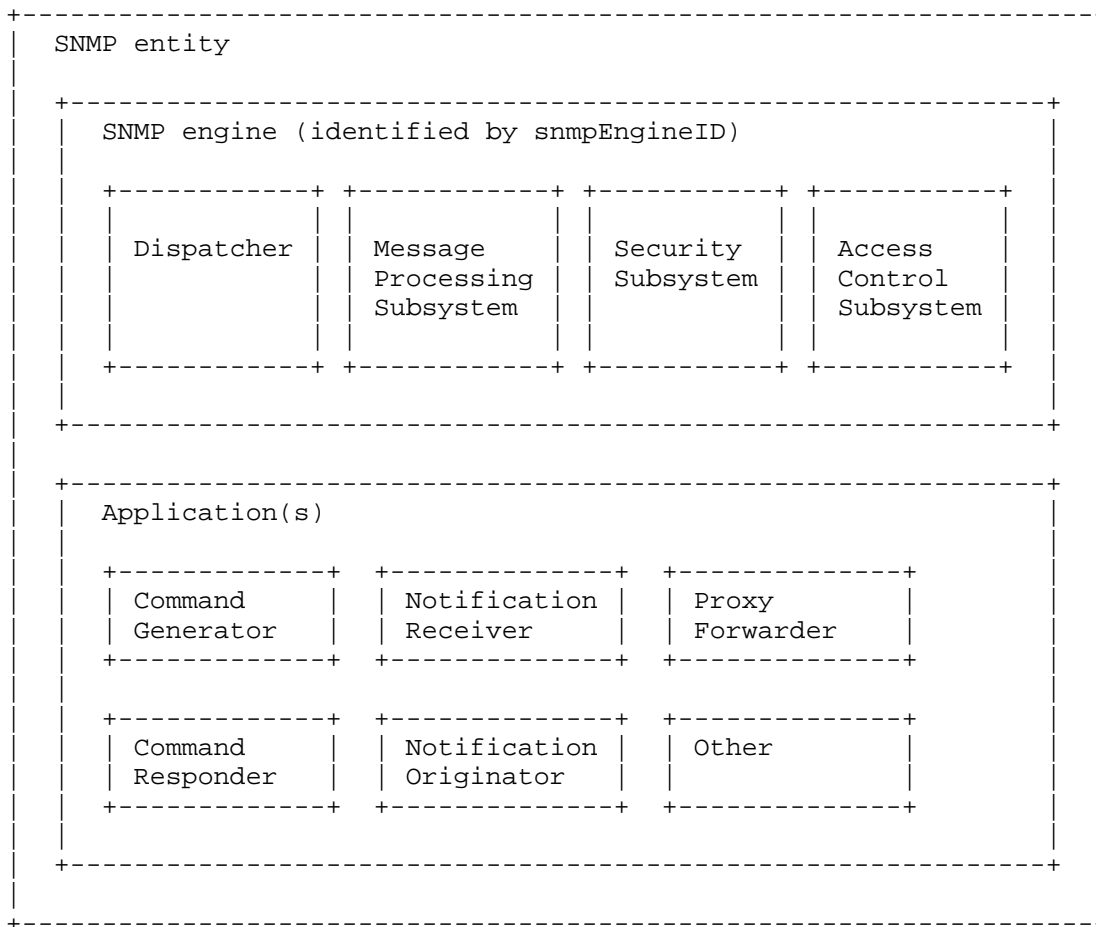 SNMP entity
SNMP engine (identified by snmpEngineID)
Dispatcher Message Security Access
Processing Subsystem Control
Subsystem Subsystem
Application(s)
Command Notification Proxy
Generator Receiver Forwarder
Command Notification Other
Responder Originator